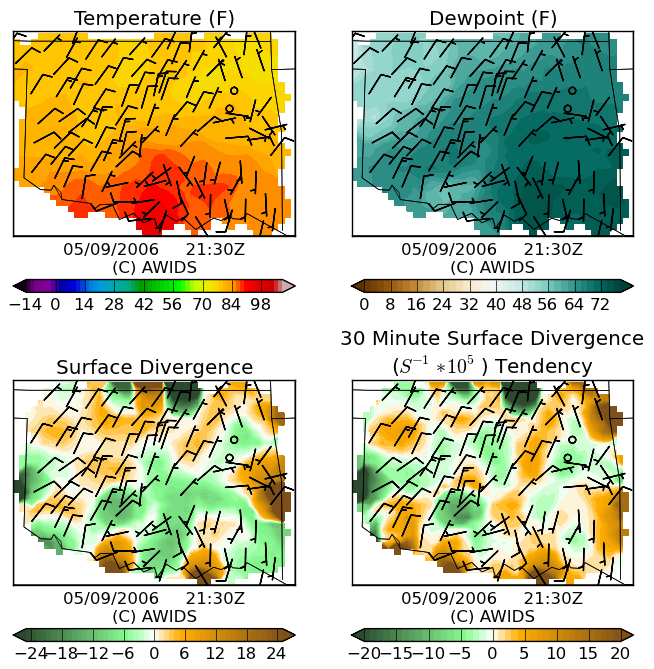 Temperature (F)
Dewpoint (F)
05/09/2006 21:30Z
(C) AWIDS
05/09/2006 21:30Z
(C) AWIDS
−14 0 14 28 42 56 70 84 98
0 8 16 24 32 40 48 56 64 72
Surface Divergence
30 Minute Surface Divergence
(S⁻¹ *10⁵ ) Tendency
05/09/2006 21:30Z
(C) AWIDS
05/09/2006 21:30Z
(C) AWIDS
−24 −18 −12 −6 0 6 12 18 24
−20 −15 −10 −5 0 5 10 15 20